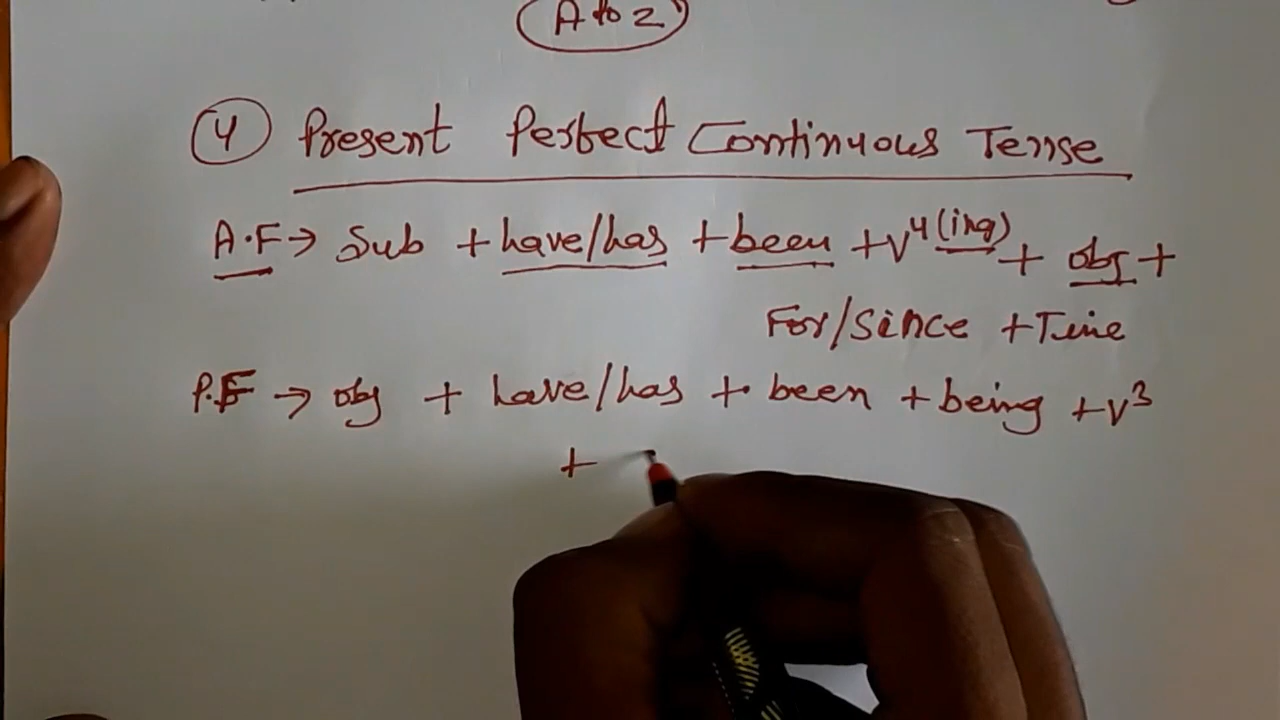 A to Z
④ Present Perfect Continuous Tense
A.F → Sub + have/has + been + V⁴(ing) + obj +
For/Since + Time
P.F → obj + have/has + been + being + V³
+